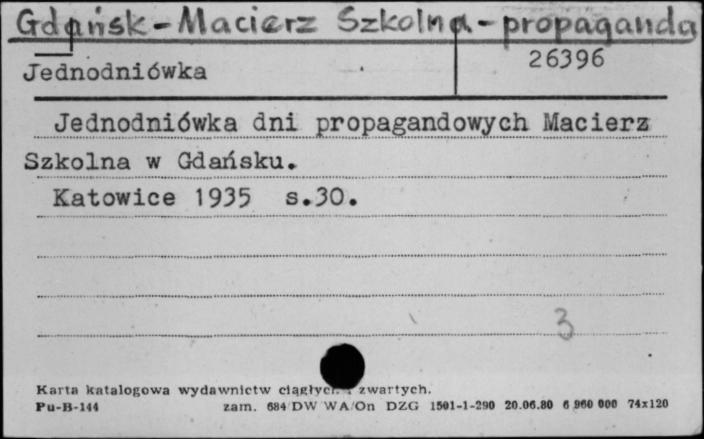 Gdańsk - Macierz Szkolna - propaganda
26396
Jednodniówka
Jednodniówka dni propagandowych Macierz
Szkolna w Gdańsku.
Katowice 1935 s.30.
3
Karta katalogowa wydawnictw zwartych.
Pu-B-144 zam. 684/DW WA/On DZG 1501-1-290 20.06.80 6 960 000 74x120